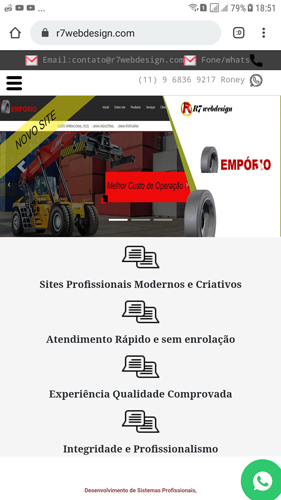 79% 18:51
r7webdesign.com
Email:contato@r7webdesign.com Fone/whats
(11) 9 6836 9217 Roney
EMPÓRIO
NOVO SITE
R7 webdesign
EMPÓRIO
Melhor Custo de Operação
Sites Profissionais Modernos e Criativos
Atendimento Rápido e sem enrolação
Experiência Qualidade Comprovada
Integridade e Profissionalismo
Desenvolvimento de Sistemas Profissionais,